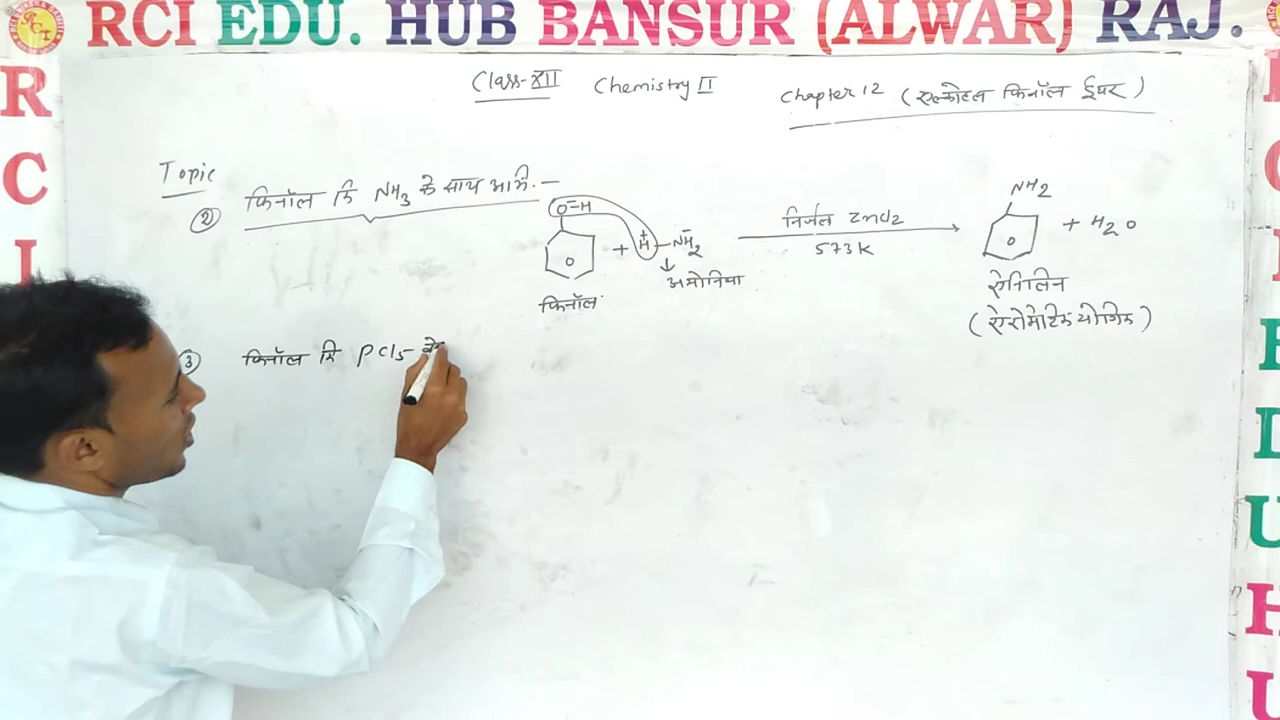 RCI EDU. HUB BANSUR (ALWAR) RAJ.
R
C
I
Class-XII Chemistry II Chapter 12 (एल्कोहल फिनॉल ईथर)
Topic
② फिनॉल कि NH3 के साथ अभि. —
O–H
+ H–NH2
निर्जल ZnCl2
573K
NH2
+ H2O
फिनॉल
अमोनिया
ऐनिलिन
(ऐरोमेटिक यौगिक)
③ फिनॉल कि PCl5 के
E
D
U
H
U